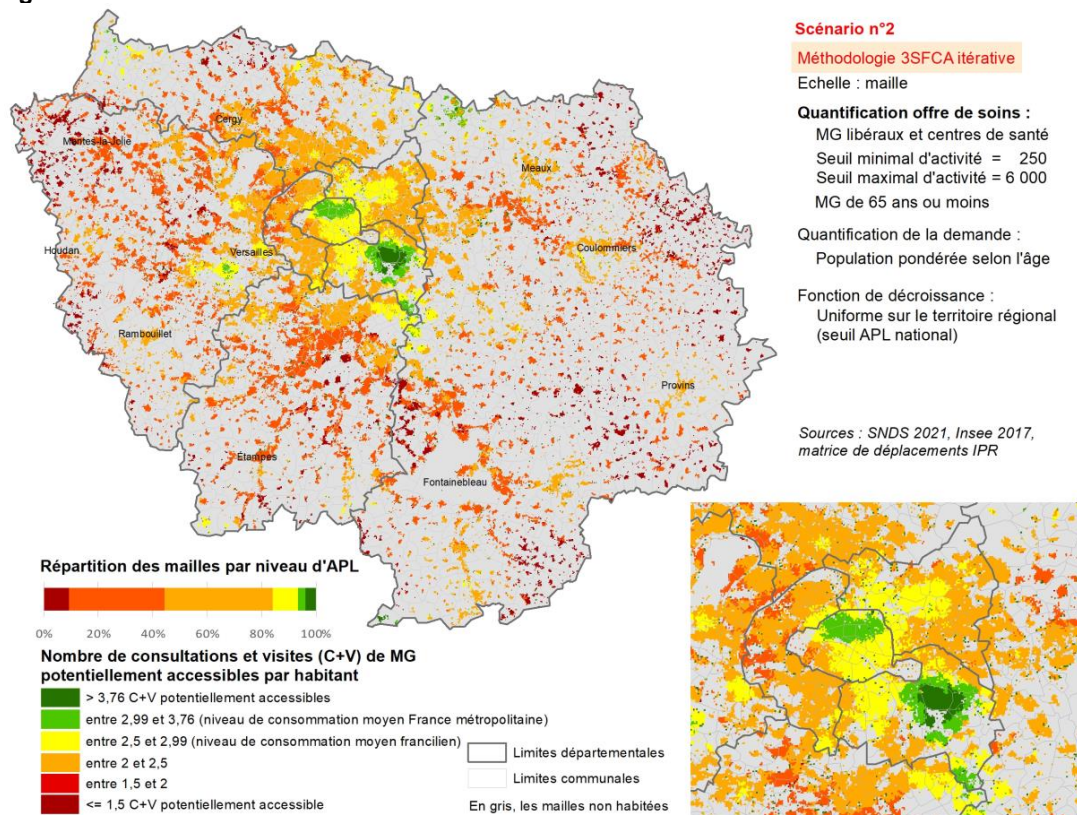 Scénario n°2
Méthodologie 3SFCA itérative
Echelle : maille
Quantification offre de soins :
MG libéraux et centres de santé
Seuil minimal d'activité = 250
Seuil maximal d'activité = 6 000
MG de 65 ans ou moins
Quantification de la demande :
Population pondérée selon l'âge
Fonction de décroissance :
Uniforme sur le territoire régional
(seuil APL national)
Sources : SNDS 2021, Insee 2017,
matrice de déplacements IPR
Cergy
Mantes-la-Jolie
Meaux
Houdan
Versailles
Coulommiers
Rambouillet
Provins
Étampes
Fontainebleau
Répartition des mailles par niveau d'APL
0% 20% 40% 60% 80% 100%
Nombre de consultations et visites (C+V) de MG
potentiellement accessibles par habitant
> 3,76 C+V potentiellement accessibles
entre 2,99 et 3,76 (niveau de consommation moyen France métropolitaine)
entre 2,5 et 2,99 (niveau de consommation moyen francilien)
entre 2 et 2,5
entre 1,5 et 2
<= 1,5 C+V potentiellement accessible
Limites départementales
Limites communales
En gris, les mailles non habitées